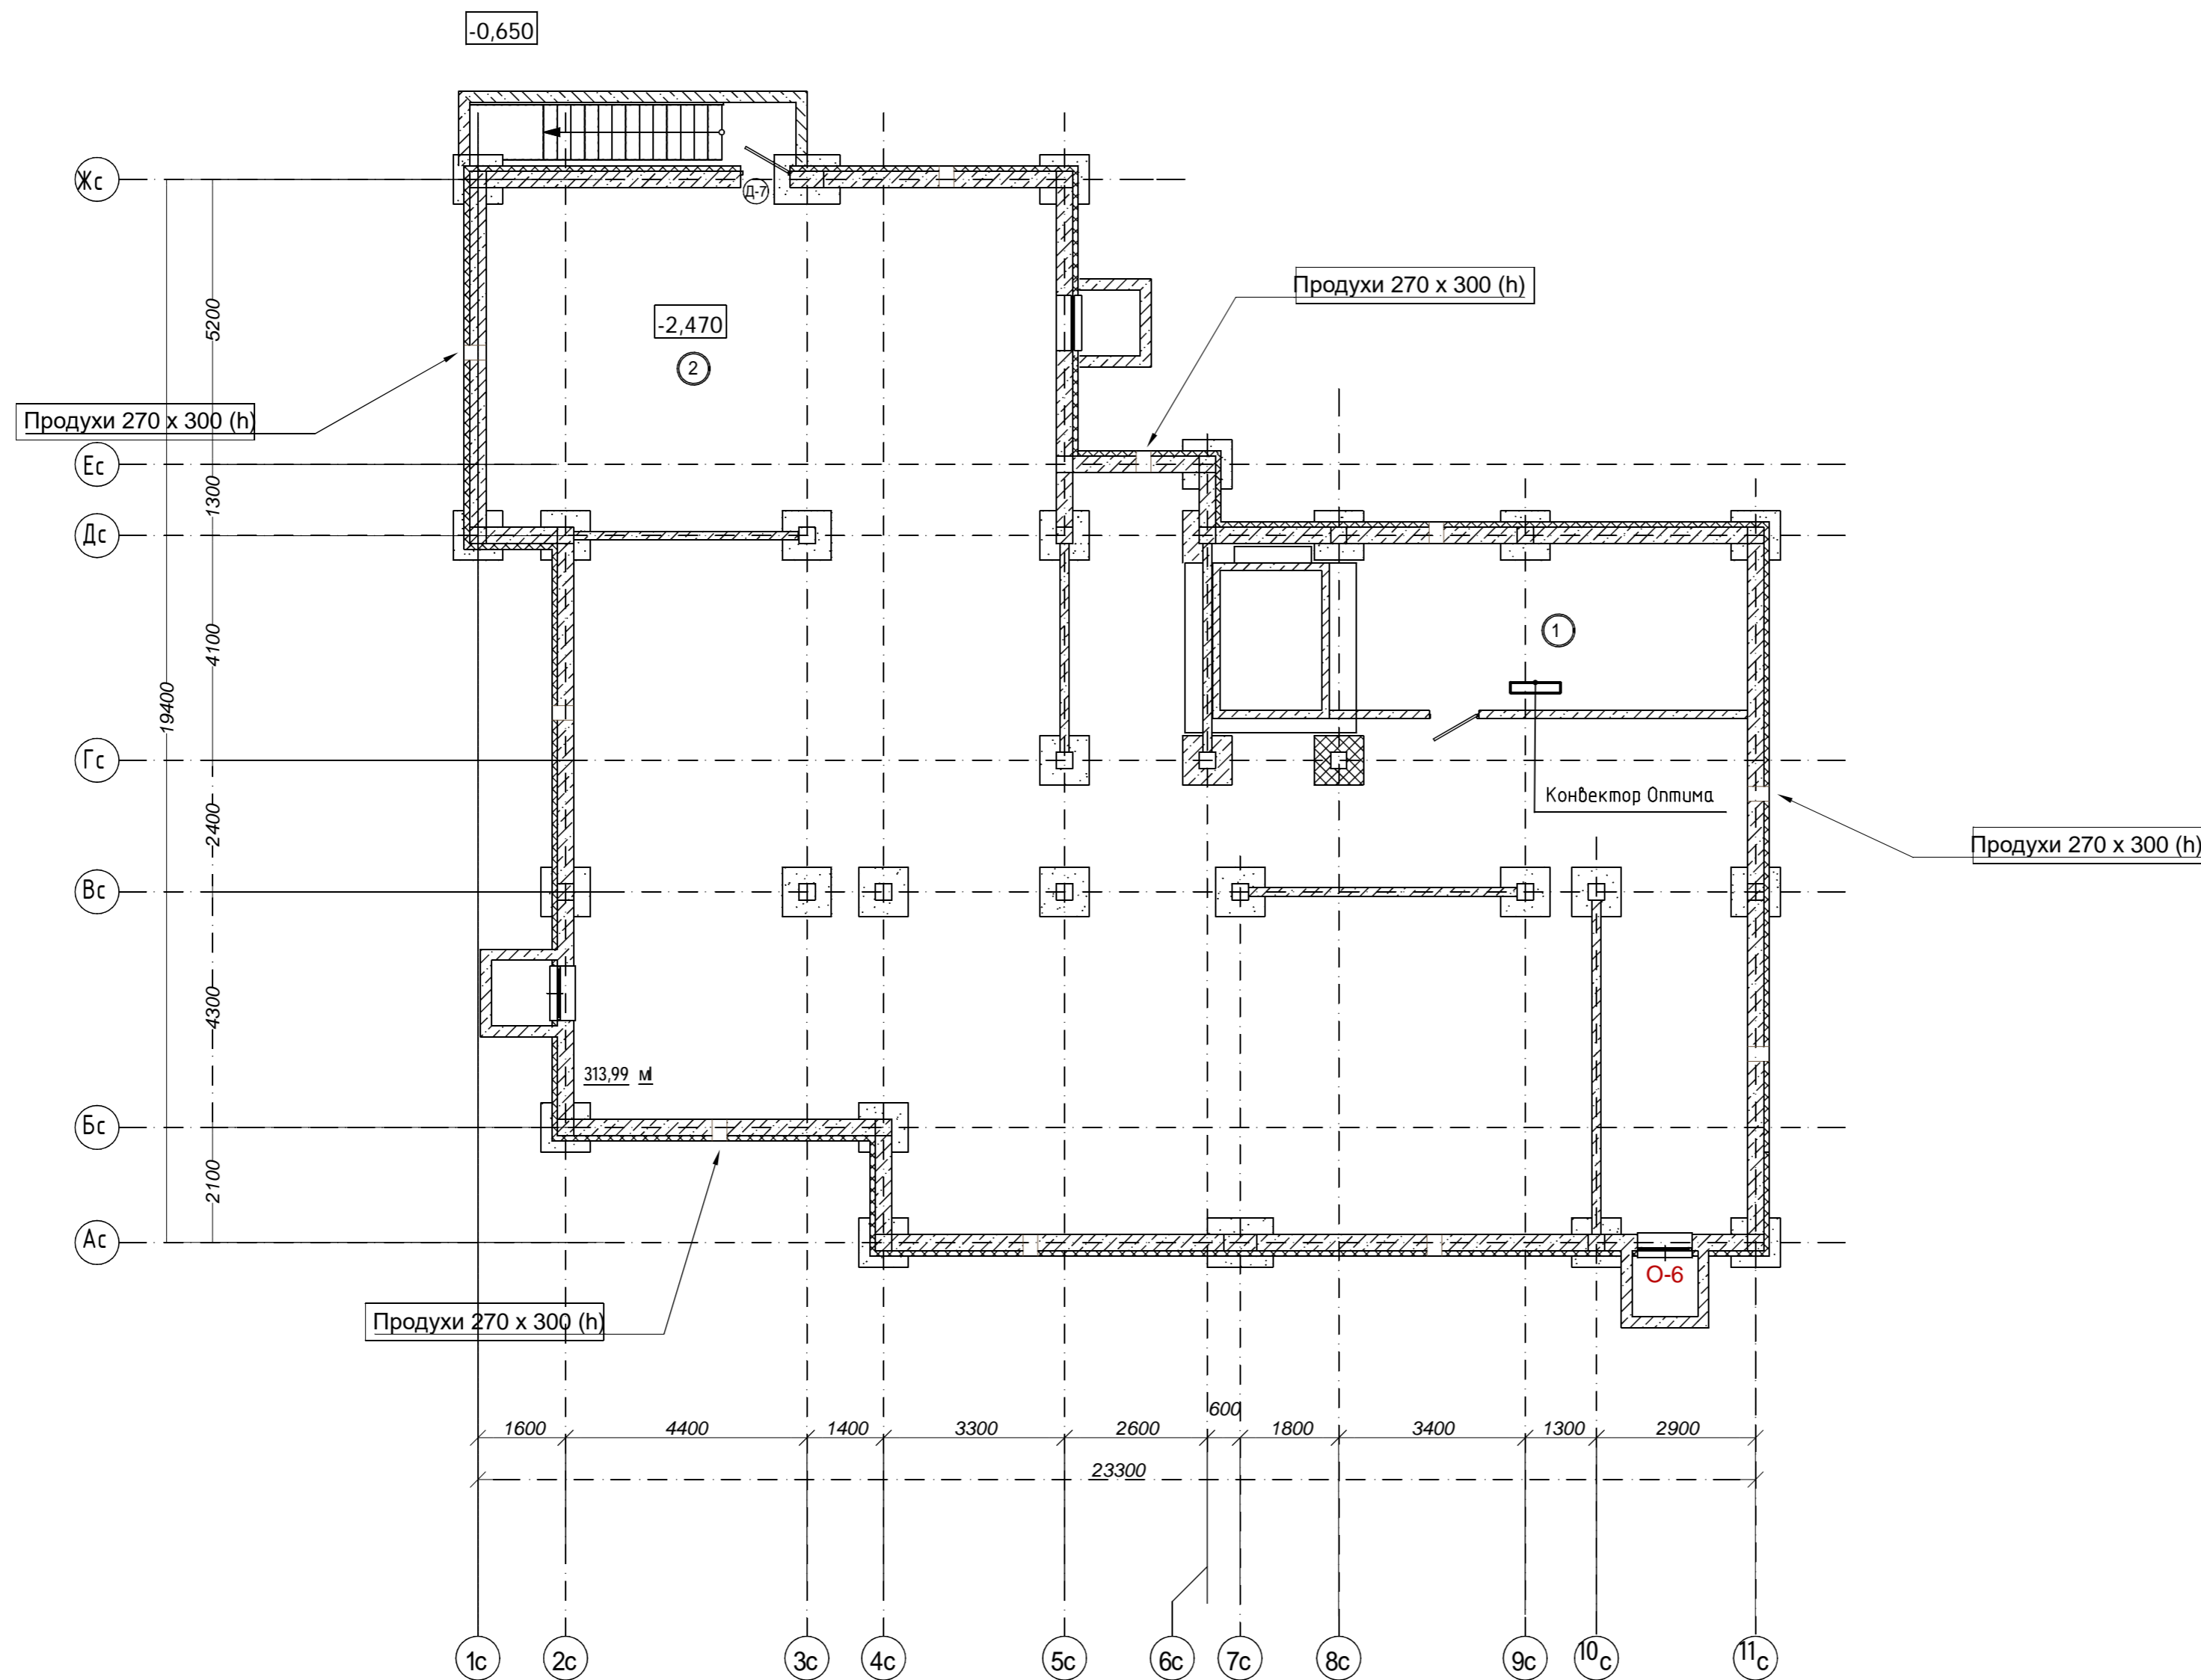 -0,650
Жс
Д-7
Продухи 270 x 300 (h)
5200
-2,470
2
Продухи 270 x 300 (h)
Ес
1300
Дс
4100
1
19400
Гс
Конвектор Оптима
2400
Продухи 270 x 300 (h)
Вс
4300
313,99
Бс
2100
Ас
О-6
Продухи 270 x 300 (h)
600
1600 4400 1400 3300 2600 1800 3400 1300 2900
23300
1с 2с 3с 4с 5с 6с 7с 8с 9с 10с 11с